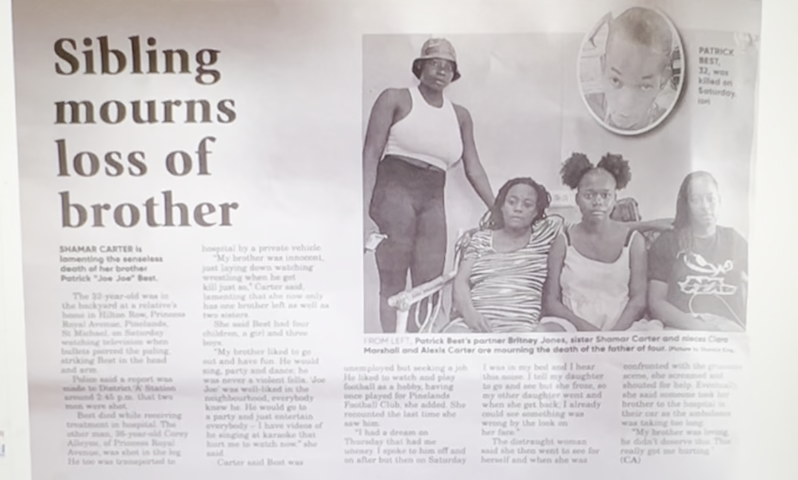 Sibling
mourns
loss of
brother
SHAMAR CARTER is
lamenting the senseless
death of her brother
Patrick "Joe Joe" Best.
The 32-year-old was in
the backyard at a relative's
home in Hilton Row, Princess
Royal Avenue, Pinelands,
St Michael, on Saturday
watching television when
bullets pierced the paling,
striking Best in the head
and arm.
Police said a report was
made to District 'A' Station
around 2:45 p.m. that two
men were shot.
Best died while receiving
treatment in hospital. The
other man, 36-year-old Corey
Alleyne, of Princess Royal
Avenue, was shot in the leg.
He too was transported to
hospital by a private vehicle.
"My brother was innocent,
just laying down watching
wrestling when he got
kill just so," Carter said,
lamenting that she now only
has one brother left as well as
two sisters.
She said Best had four
children, a girl and three
boys.
"My brother liked to go
out and have fun. He would
sing, party and dance; he
was never a violent fella. 'Joe
Joe' was well-liked in the
neighbourhood, everybody
knew he. He would go to
a party and just entertain
everybody – I have videos of
he singing at karaoke that
hurt me to watch now," she
said.
Carter said Best was
PATRICK
BEST,
32, was
killed on
Saturday.
FROM LEFT, Patrick Best's partner Britney Jones, sister Shamar Carter and nieces Ciara
Marshall and Alexis Carter are mourning the death of the father of four.
unemployed but seeking a job.
He liked to watch and play
football as a hobby, having
once played for Pinelands
Football Club, she added. She
recounted the last time she
saw him.
"I had a dream on
Thursday that had me
uneasy. I spoke to him off and
on after but then on Saturday
I was in my bed and I hear
this noise. I tell my daughter
to go and see but she froze, so
my other daughter went and
when she get back, I already
could see something was
wrong by the look on
her face."
The distraught woman
said she then went to see for
herself and when she was
confronted with the gruesome
scene, she screamed and
shouted for help. Eventually,
she said someone took her
brother to the hospital in
their car as the ambulance
was taking too long.
"My brother was loving,
he didn't deserve this. This
really got me hurting."
(CA)